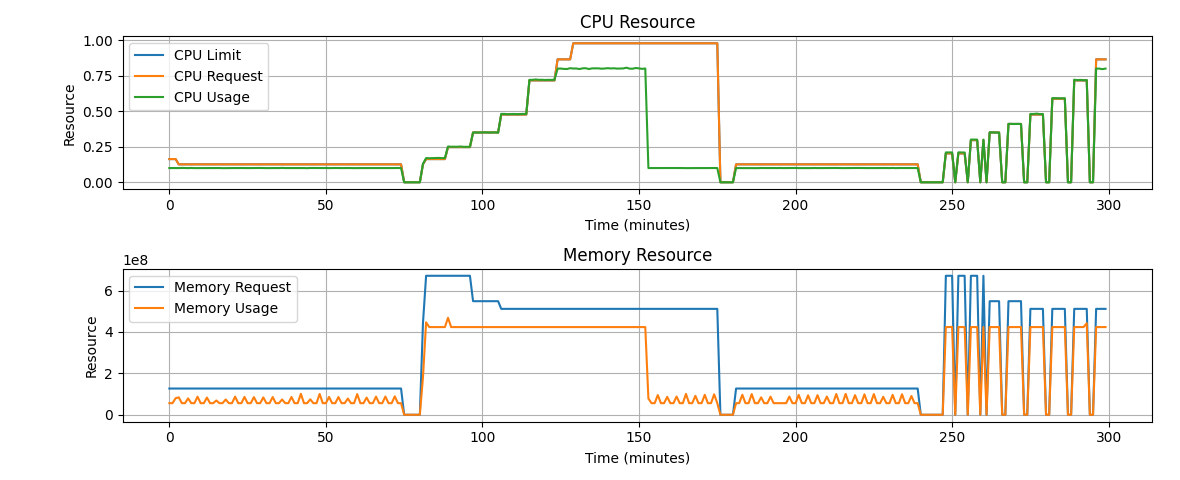 CPU Resource
1.00
0.75
0.50
0.25
0.00
Resource
CPU Limit
CPU Request
CPU Usage
0 50 100 150 200 250 300
Time (minutes)
Memory Resource
1e8
6
4
2
0
Resource
Memory Request
Memory Usage
0 50 100 150 200 250 300
Time (minutes)